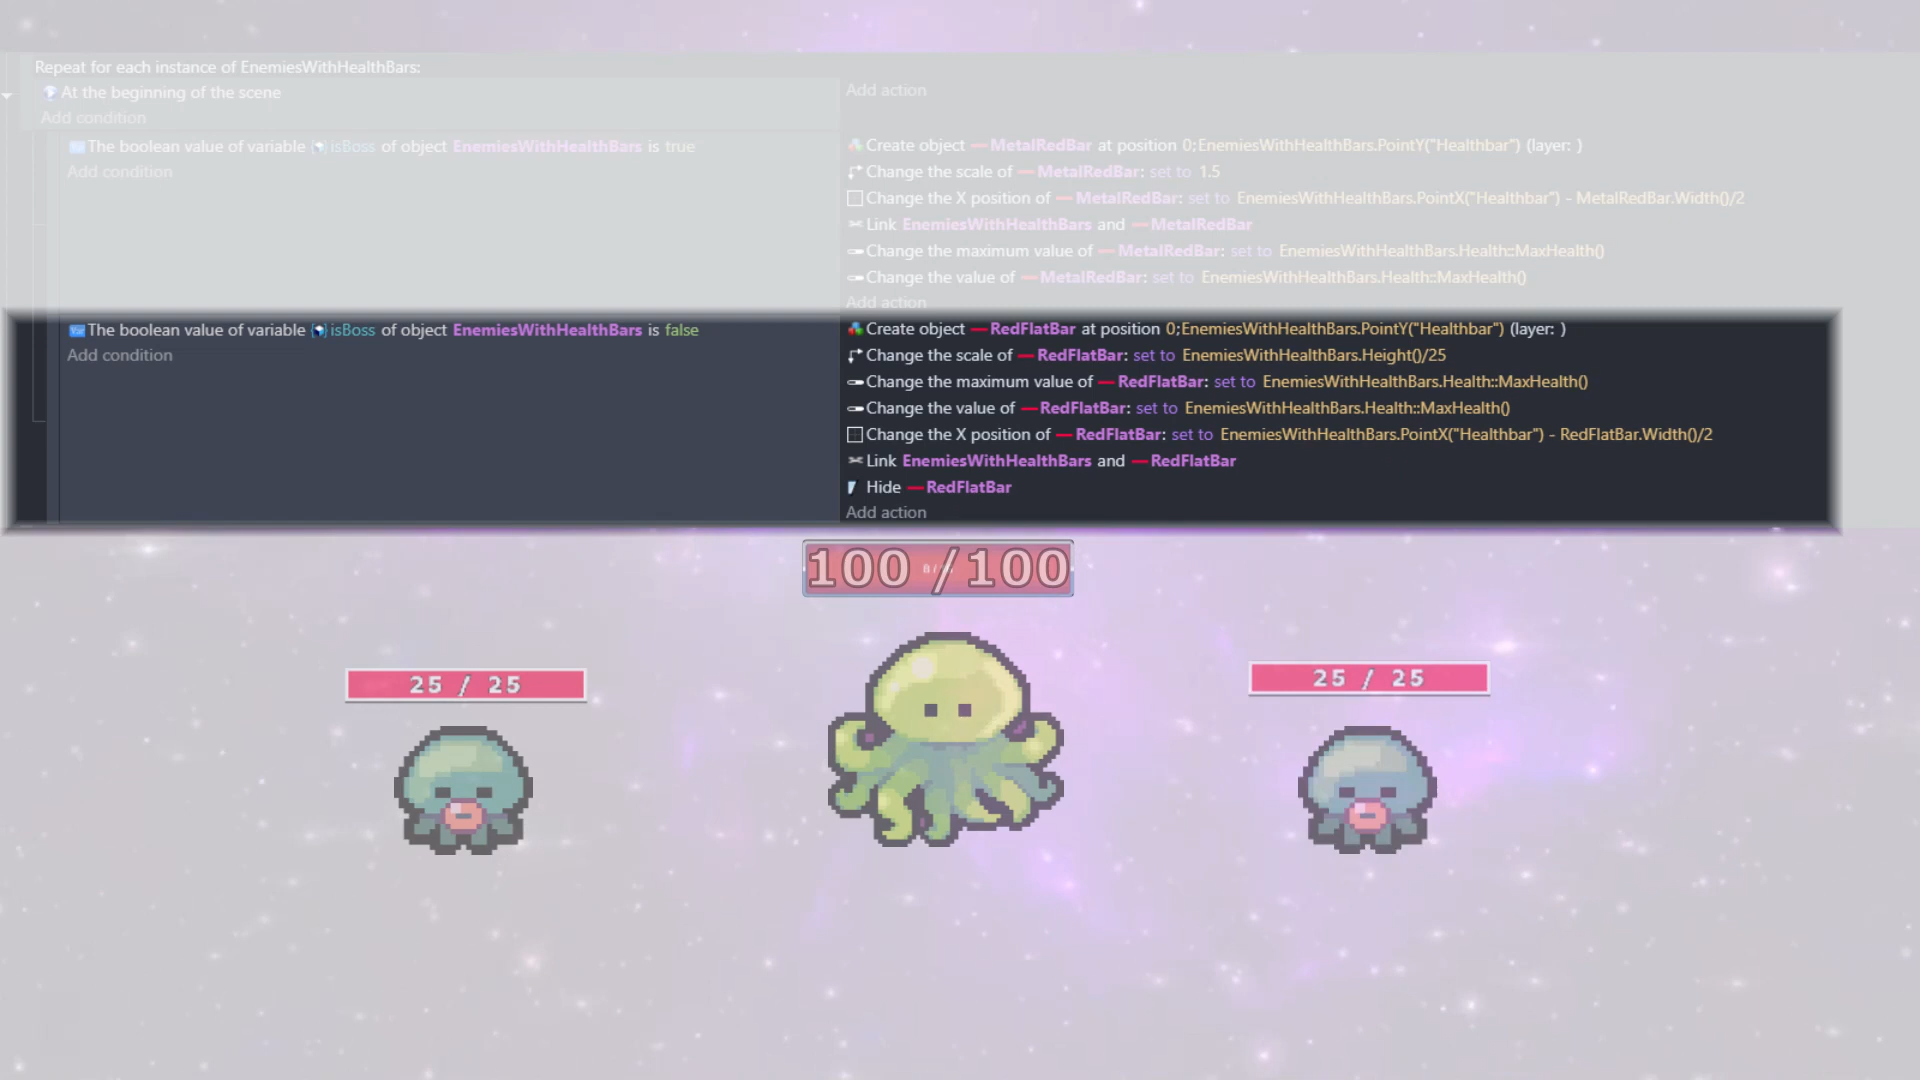 Repeat for each instance of EnemiesWithHealthBars:
At the beginning of the scene
Add condition
Add action
The boolean value of variable isBoss of object EnemiesWithHealthBars is true
Add condition
Create object MetalRedBar at position 0;EnemiesWithHealthBars.PointY("Healthbar") (layer: )
Change the scale of MetalRedBar: set to 1.5
Change the X position of MetalRedBar: set to EnemiesWithHealthBars.PointX("Healthbar") - MetalRedBar.Width()/2
Link EnemiesWithHealthBars and MetalRedBar
Change the maximum value of MetalRedBar: set to EnemiesWithHealthBars.Health::MaxHealth()
Change the value of MetalRedBar: set to EnemiesWithHealthBars.Health::MaxHealth()
Add action
The boolean value of variable isBoss of object EnemiesWithHealthBars is false
Add condition
Create object RedFlatBar at position 0;EnemiesWithHealthBars.PointY("Healthbar") (layer: )
Change the scale of RedFlatBar: set to EnemiesWithHealthBars.Height()/25
Change the maximum value of RedFlatBar: set to EnemiesWithHealthBars.Health::MaxHealth()
Change the value of RedFlatBar: set to EnemiesWithHealthBars.Health::MaxHealth()
Change the X position of RedFlatBar: set to EnemiesWithHealthBars.PointX("Healthbar") - RedFlatBar.Width()/2
Link EnemiesWithHealthBars and RedFlatBar
Hide RedFlatBar
Add action
100 / 100
25 / 25
25 / 25